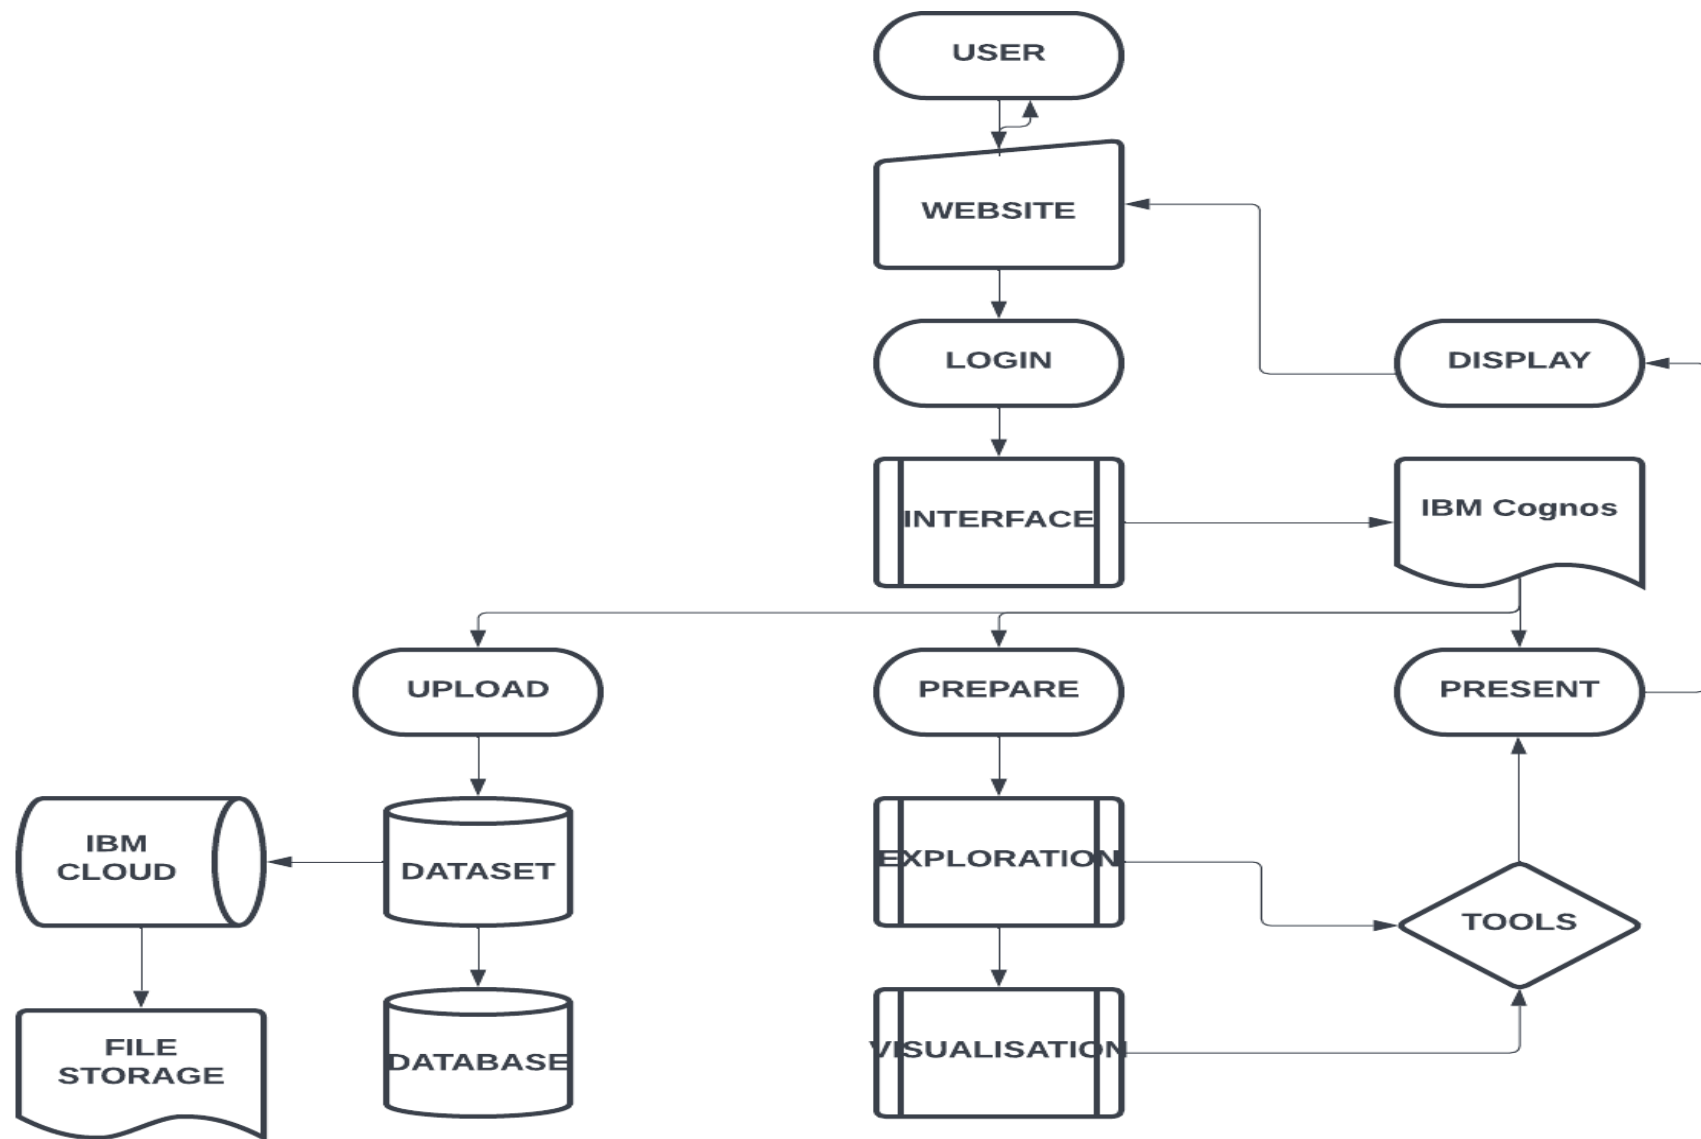 USER
WEBSITE
LOGIN
DISPLAY
INTERFACE
IBM Cognos
UPLOAD
PREPARE
PRESENT
IBM
CLOUD
DATASET
EXPLORATION
TOOLS
FILE
STORAGE
DATABASE
VISUALISATION